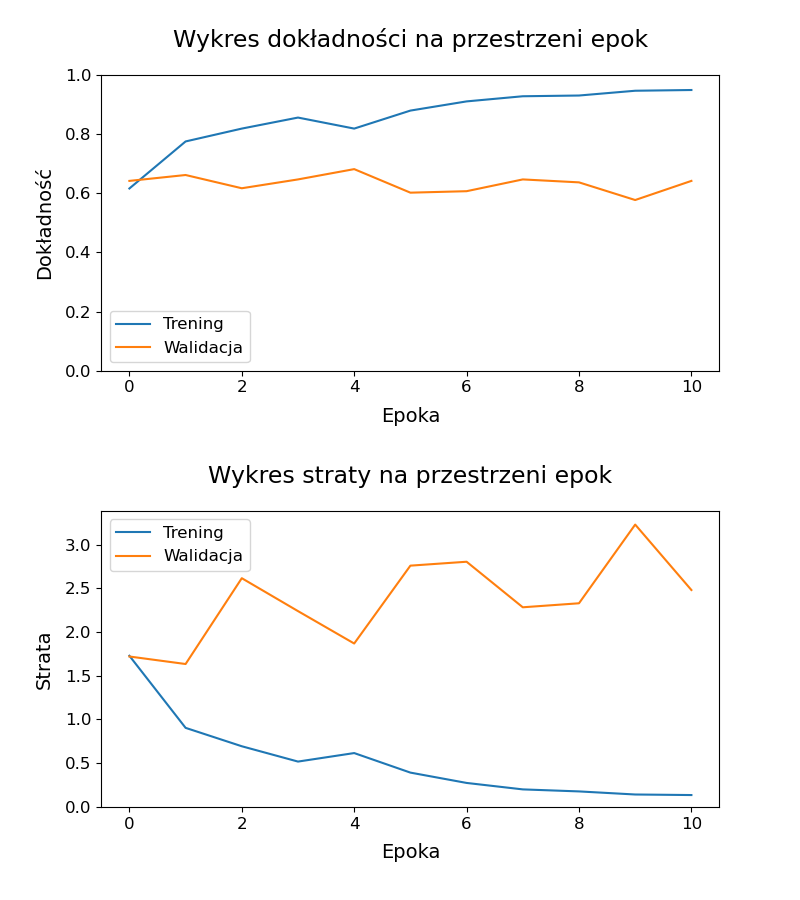 Wykres dokładności na przestrzeni epok
1.0
0.8
0.6
0.4
0.2
0.0
Dokładność
Trening
Walidacja
0 2 4 6 8 10
Epoka
Wykres straty na przestrzeni epok
3.0
2.5
2.0
1.5
1.0
0.5
0.0
Strata
Trening
Walidacja
0 2 4 6 8 10
Epoka